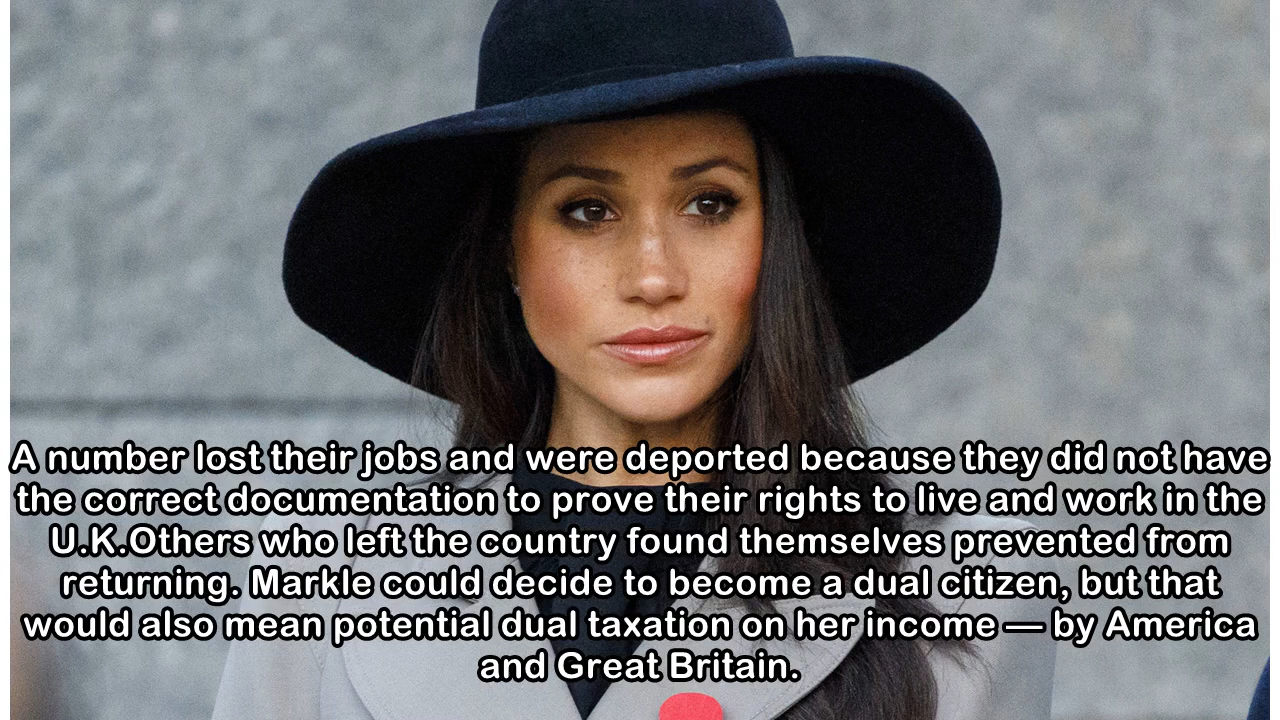 A number lost their jobs and were deported because they did not have
the correct documentation to prove their rights to live and work in the
U.K.Others who left the country found themselves prevented from
returning. Markle could decide to become a dual citizen, but that
would also mean potential dual taxation on her income — by America
and Great Britain.